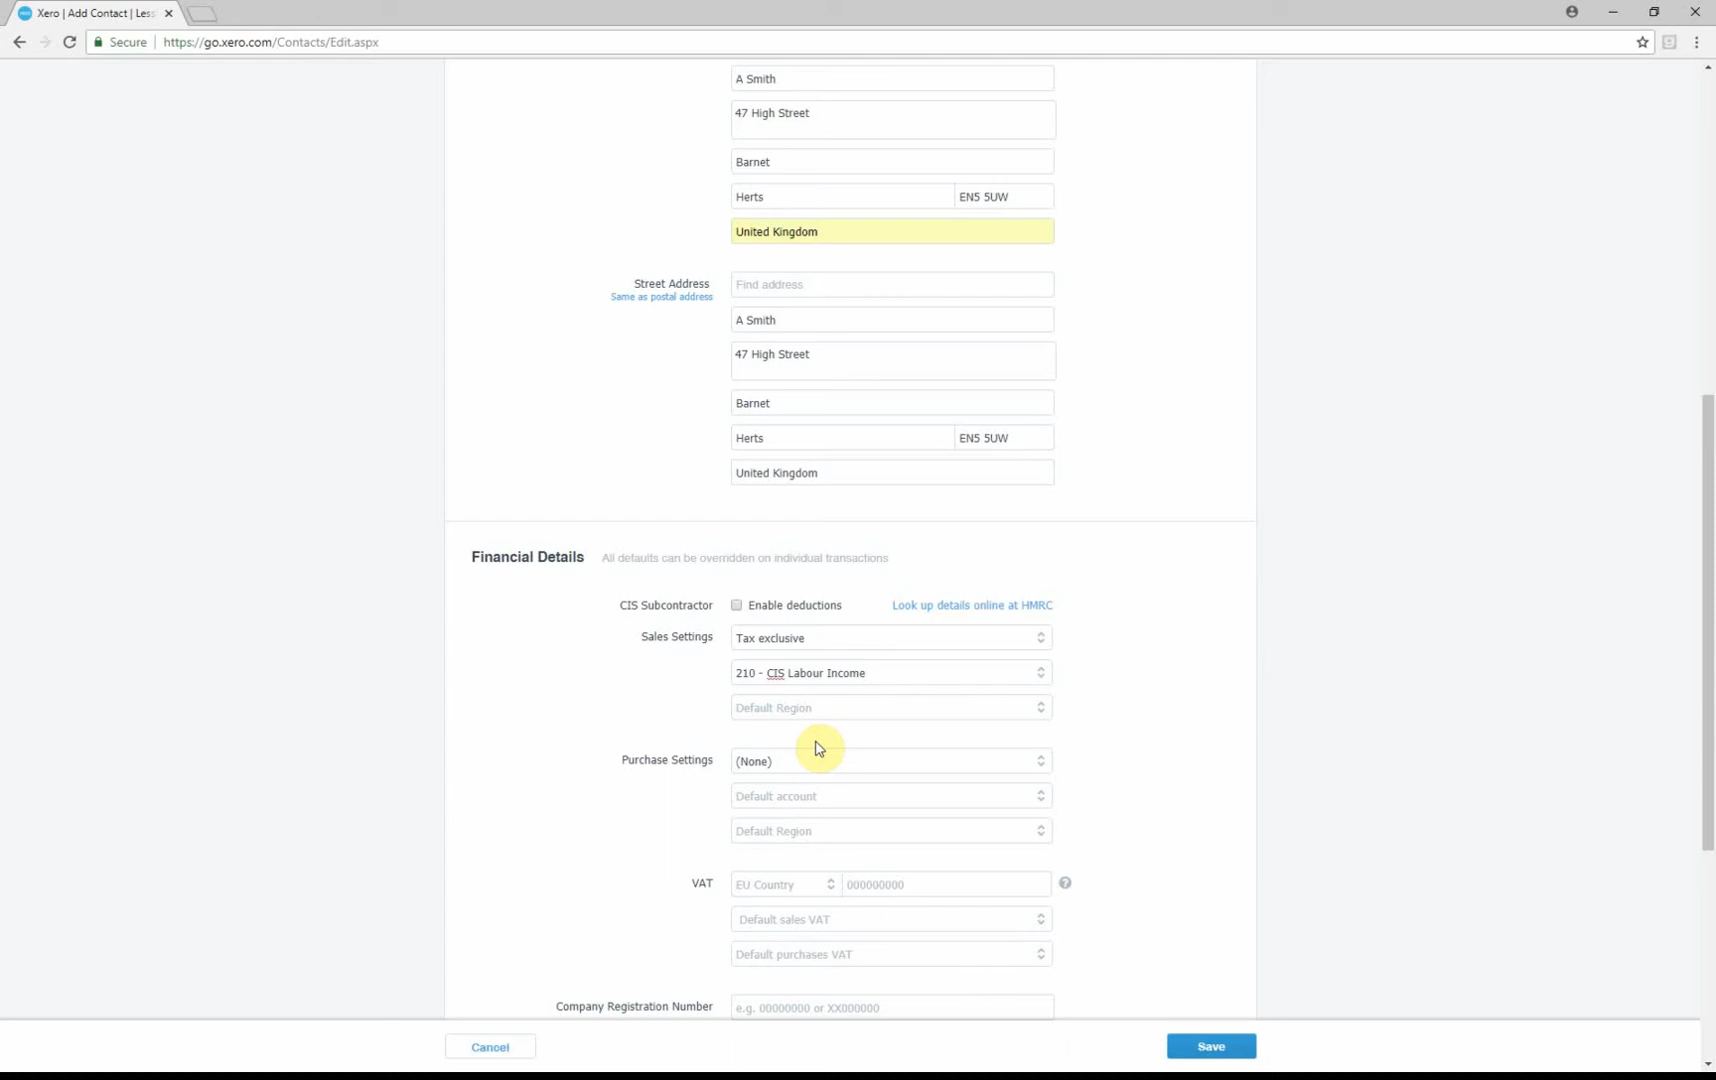 Xero | Add Contact | Less
Secure | https://go.xero.com/Contacts/Edit.aspx
A Smith
47 High Street
Barnet
Herts EN5 5UW
United Kingdom
Street Address Find address
Same as postal address
A Smith
47 High Street
Barnet
Herts EN5 5UW
United Kingdom
Financial Details All defaults can be overridden on individual transactions
CIS Subcontractor Enable deductions Look up details online at HMRC
Sales Settings Tax exclusive
210 - CIS Labour Income
Default Region
Purchase Settings (None)
Default account
Default Region
VAT EU Country 000000000 ?
Default sales VAT
Default purchases VAT
Company Registration Number e.g. 00000000 or XX000000
Cancel Save